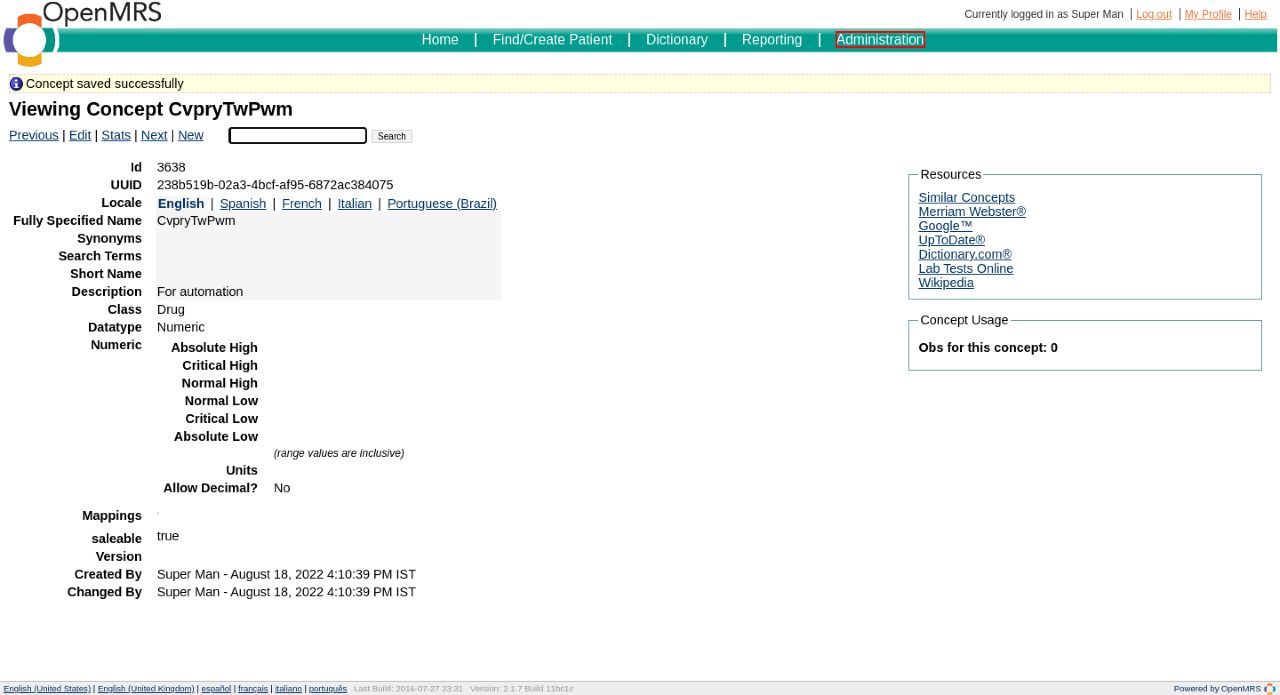 OpenMRS
Currently logged in as Super Man | Log out | My Profile | Help
Home | Find/Create Patient | Dictionary | Reporting | Administration
Concept saved successfully
Viewing Concept CvpryTwPwm
Previous | Edit | Stats | Next | New Search
Id 3638
UUID 238b519b-02a3-4bcf-af95-6872ac384075
Locale English | Spanish | French | Italian | Portuguese (Brazil)
Fully Specified Name CvpryTwPwm
Synonyms
Search Terms
Short Name
Description For automation
Class Drug
Datatype Numeric
Numeric
Absolute High
Critical High
Normal High
Normal Low
Critical Low
Absolute Low
(range values are inclusive)
Units
Allow Decimal? No
Mappings
saleable true
Version
Created By Super Man - August 18, 2022 4:10:39 PM IST
Changed By Super Man - August 18, 2022 4:10:39 PM IST
Resources
Similar Concepts
Merriam Webster®
Google™
UpToDate®
Dictionary.com®
Lab Tests Online
Wikipedia
Concept Usage
Obs for this concept: 0
English (United States) | English (United Kingdom) | español | français | italiano | português Last Build: 2016-07-27 23:31 Version: 2.1.7 Build 11bc1c Powered by OpenMRS